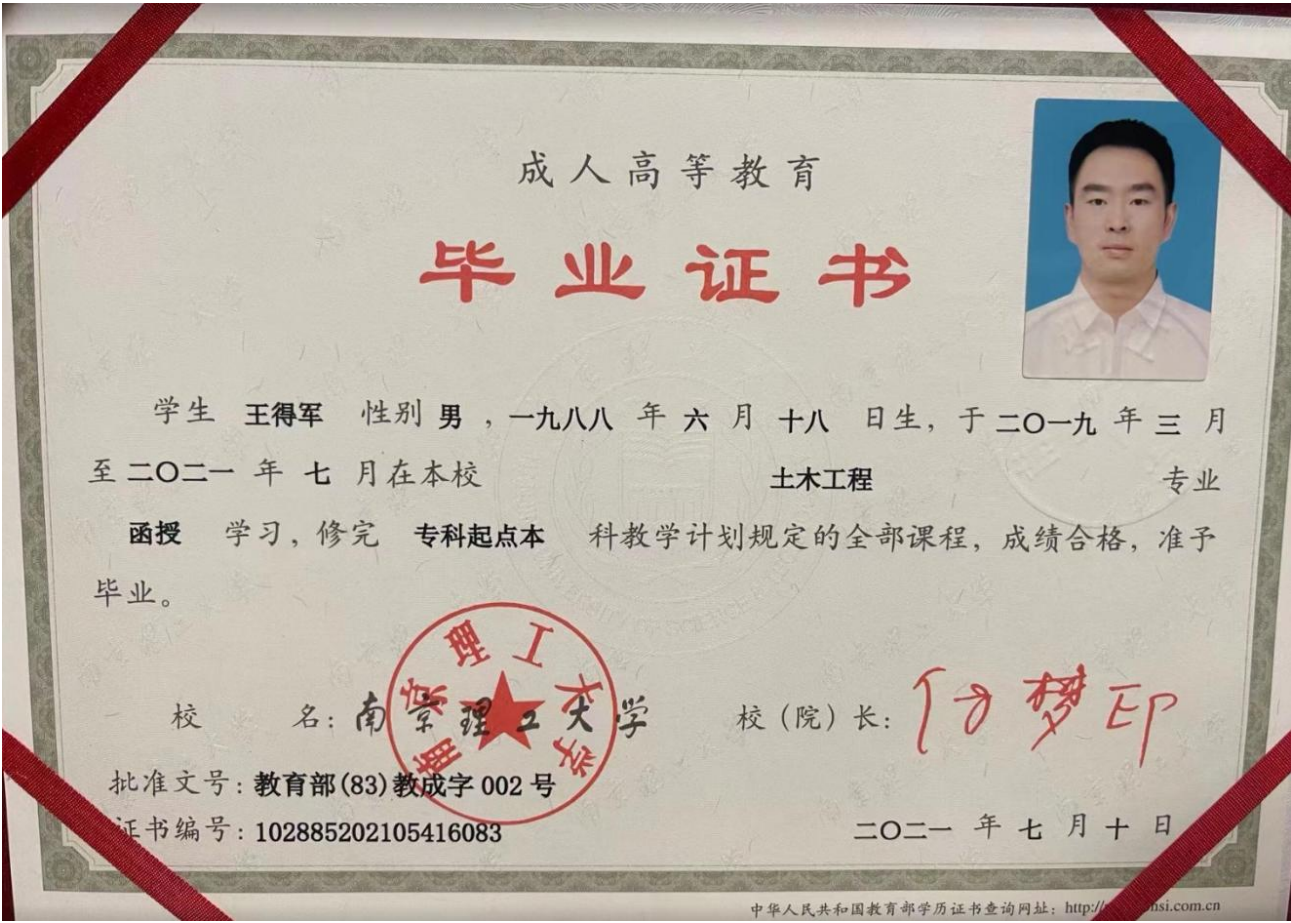 成人高等教育
毕业证书
学生 王得军 性别 男 ，一九八八 年 六 月 十八 日生，于 二〇一九 年 三 月
至 二〇二一 年 七 月在本校 土木工程 专业
函授 学习，修完 专科起点本 科教学计划规定的全部课程，成绩合格，准予
毕业。
南京理工大学
校 名：南京理工大学 校（院）长：付梦印
批准文号：教育部(83)教成字 002 号
证书编号：102885202105416083 二〇二一 年 七 月 十 日
中华人民共和国教育部学历证书查询网址：http://